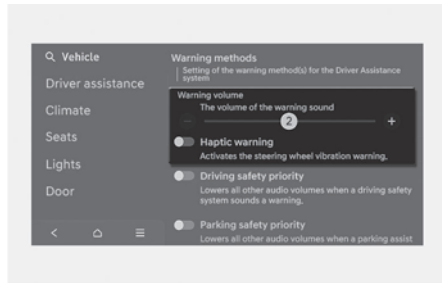 Vehicle
Driver assistance
Climate
Seats
Lights
Door
Warning methods
Setting of the warning method(s) for the Driver Assistance
system
Warning volume
The volume of the warning sound
2
+
Haptic warning
Activates the steering wheel vibration warning.
Driving safety priority
Lowers all other audio volumes when a driving safety
system sounds a warning.
Parking safety priority
Lowers all other audio volumes when a parking assist